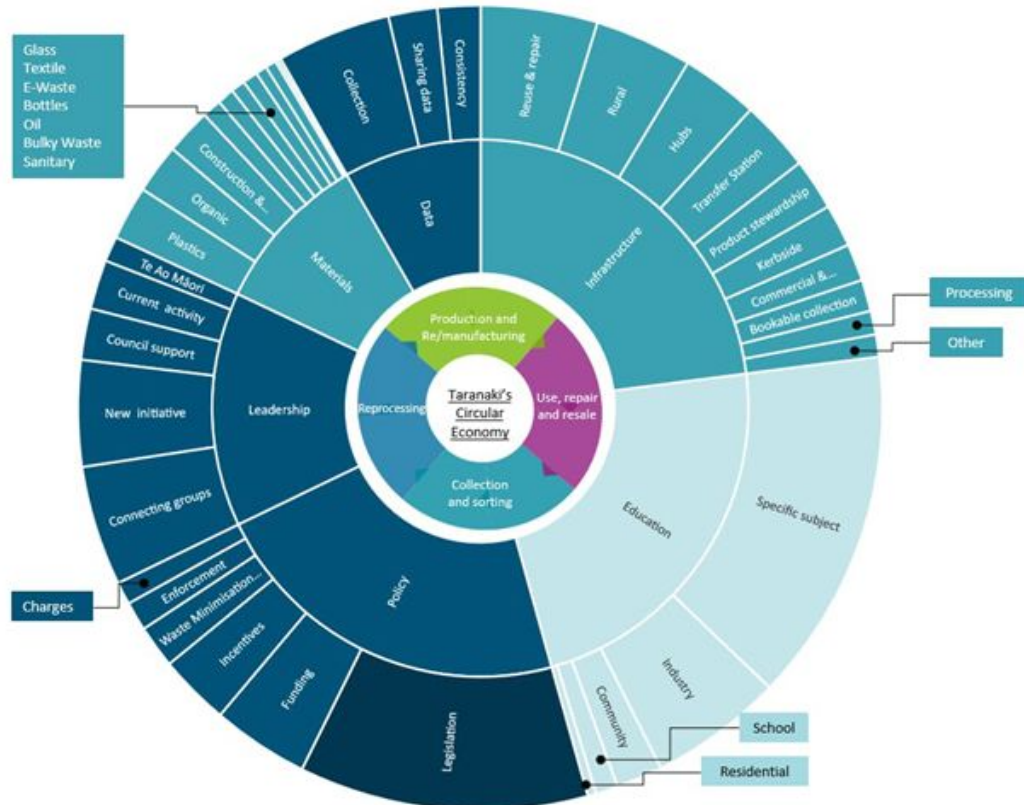 Glass
Textile
E-Waste
Bottles
Oil
Bulky Waste
Sanitary
Collection
Sharing data
Consistency
Reuse & repair
Rural
Hubs
Transfer Station
Product stewardship
Kerbside
Commercial &...
Bookable collection
Processing
Other
Construction &...
Organic
Plastics
Te Ao Māori
Current activity
Council support
New initiative
Connecting groups
Charges
Enforcement
Waste Minimisation...
Incentives
Funding
Legislation
Residential
School
Community
Industry
Specific subject
Data
Infrastructure
Materials
Leadership
Policy
Education
Production and
Re/manufacturing
Use, repair
and resale
Collection
and sorting
Reprocessing
Taranaki's
Circular
Economy